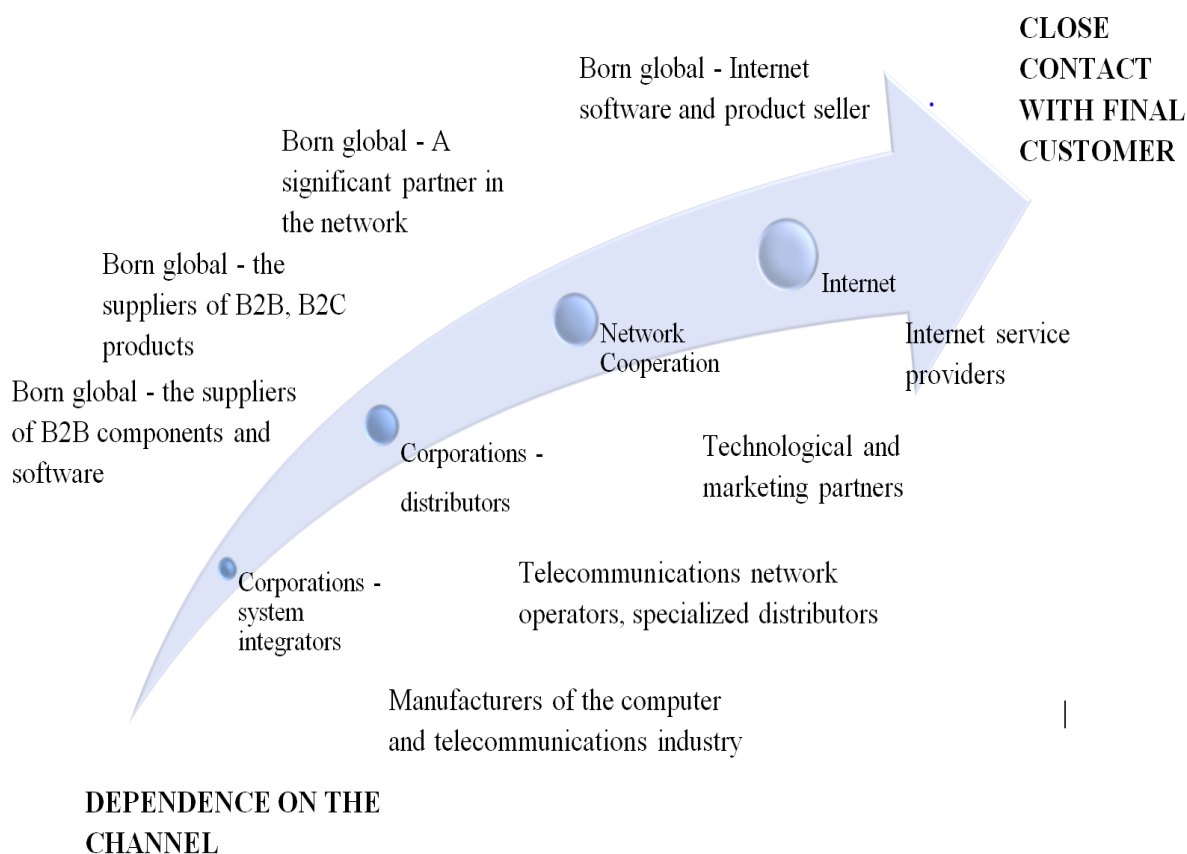 CLOSE
CONTACT
WITH FINAL
CUSTOMER
Born global - Internet
software and product seller
Born global - A
significant partner in
the network
Born global - the
suppliers of B2B, B2C
products
Born global - the suppliers
of B2B components and
software
Internet
Network
Cooperation
Corporations -
distributors
Corporations -
system
integrators
Internet service
providers
Technological and
marketing partners
Telecommunications network
operators, specialized distributors
Manufacturers of the computer
and telecommunications industry
DEPENDENCE ON THE
CHANNEL